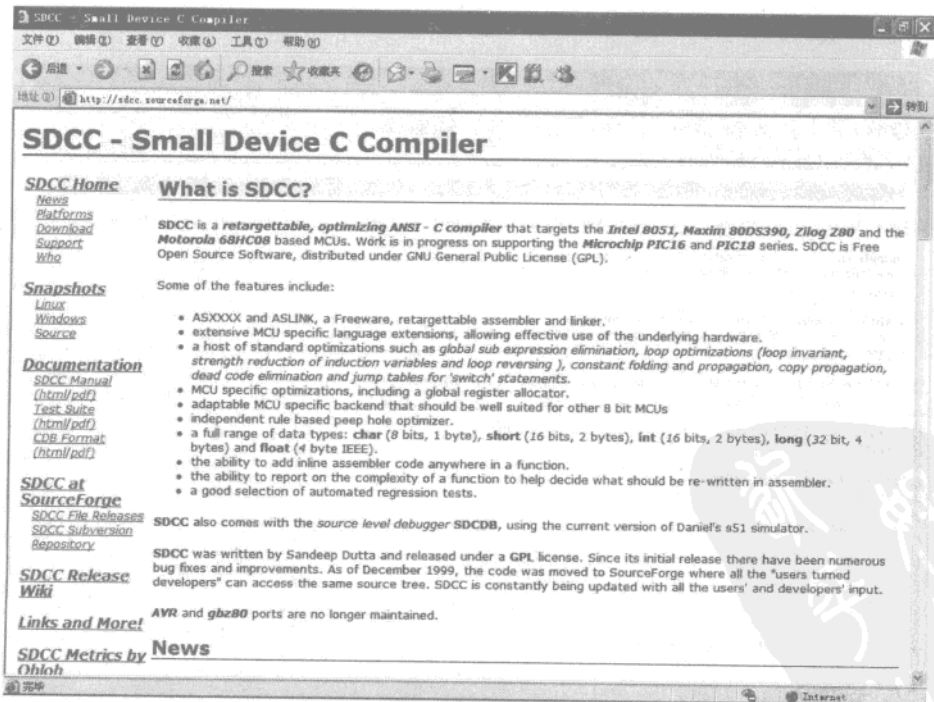 SDCC - Small Device C Compiler
文件(F) 编辑(E) 查看(V) 收藏(A) 工具(T) 帮助(H)
后退 搜索 收藏夹
地址(D) http://sdcc.sourceforge.net/ 转到
SDCC - Small Device C Compiler
SDCC Home
News
Platforms
Download
Support
Who
Snapshots
Linux
Windows
Source
Documentation
SDCC Manual
(html/pdf)
Test Suite
(html/pdf)
CDB Format
(html/pdf)
SDCC at
SourceForge
SDCC File Releases
SDCC Subversion
Repository
SDCC Release
Wiki
Links and More!
SDCC Metrics by
Ohloh
What is SDCC?
SDCC is a retargettable, optimizing ANSI - C compiler that targets the Intel 8051, Maxim 80DS390, Zilog Z80 and the
Motorola 68HC08 based MCUs. Work is in progress on supporting the Microchip PIC16 and PIC18 series. SDCC is Free
Open Source Software, distributed under GNU General Public License (GPL).
Some of the features include:
• ASXXXX and ASLINK, a Freeware, retargettable assembler and linker.
• extensive MCU specific language extensions, allowing effective use of the underlying hardware.
• a host of standard optimizations such as global sub expression elimination, loop optimizations (loop invariant,
strength reduction of induction variables and loop reversing ), constant folding and propagation, copy propagation,
dead code elimination and jump tables for 'switch' statements.
• MCU specific optimizations, including a global register allocator.
• adaptable MCU specific backend that should be well suited for other 8 bit MCUs
• independent rule based peep hole optimizer.
• a full range of data types: char (8 bits, 1 byte), short (16 bits, 2 bytes), int (16 bits, 2 bytes), long (32 bit, 4
bytes) and float (4 byte IEEE).
• the ability to add inline assembler code anywhere in a function.
• the ability to report on the complexity of a function to help decide what should be re-written in assembler.
• a good selection of automated regression tests.
SDCC also comes with the source level debugger SDCDB, using the current version of Daniel's s51 simulator.
SDCC was written by Sandeep Dutta and released under a GPL license. Since its initial release there have been numerous
bug fixes and improvements. As of December 1999, the code was moved to SourceForge where all the "users turned
developers" can access the same source tree. SDCC is constantly being updated with all the users' and developers' input.
AVR and gbz80 ports are no longer maintained.
News
完毕 Internet